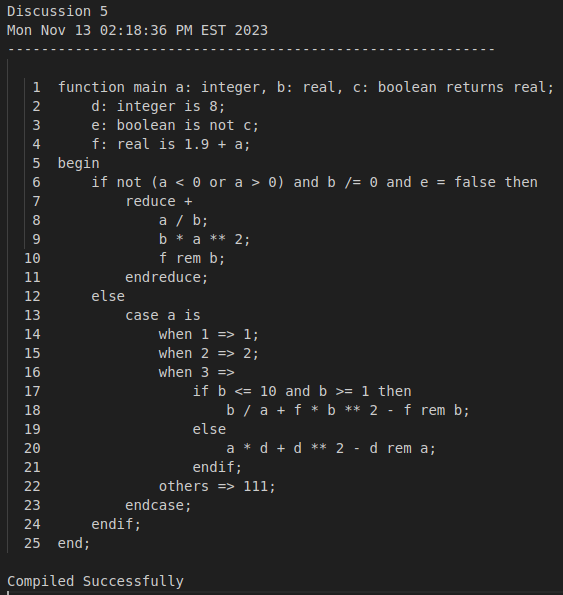 Discussion 5
Mon Nov 13 02:18:36 PM EST 2023
----------------------------------------------------------
1  function main a: integer, b: real, c: boolean returns real;
2      d: integer is 8;
3      e: boolean is not c;
4      f: real is 1.9 + a;
5  begin
6      if not (a < 0 or a > 0) and b /= 0 and e = false then
7          reduce +
8              a / b;
9              b * a ** 2;
10              f rem b;
11          endreduce;
12      else
13          case a is
14              when 1 => 1;
15              when 2 => 2;
16              when 3 =>
17                  if b <= 10 and b >= 1 then
18                      b / a + f * b ** 2 - f rem b;
19                  else
20                      a * d + d ** 2 - d rem a;
21                  endif;
22              others => 111;
23          endcase;
24      endif;
25  end;
Compiled Successfully